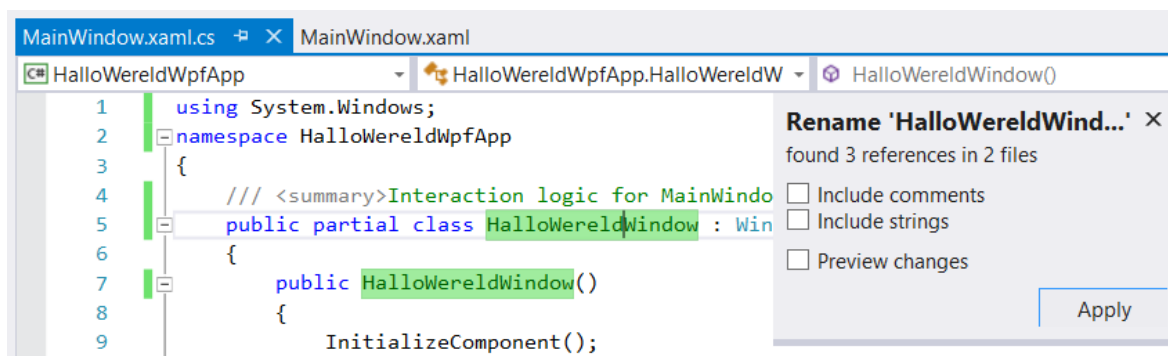 MainWindow.xaml.cs MainWindow.xaml
C# HalloWereldWpfApp HalloWereldWpfApp.HalloWereldW HalloWereldWindow()
1 using System.Windows;
2 namespace HalloWereldWpfApp
3 {
4 /// <summary>Interaction logic for MainWindo
5 public partial class HalloWereldWindow : Win
6 {
7 public HalloWereldWindow()
8 {
9 InitializeComponent();
Rename 'HalloWereldWind...'
found 3 references in 2 files
Include comments
Include strings
Preview changes
Apply